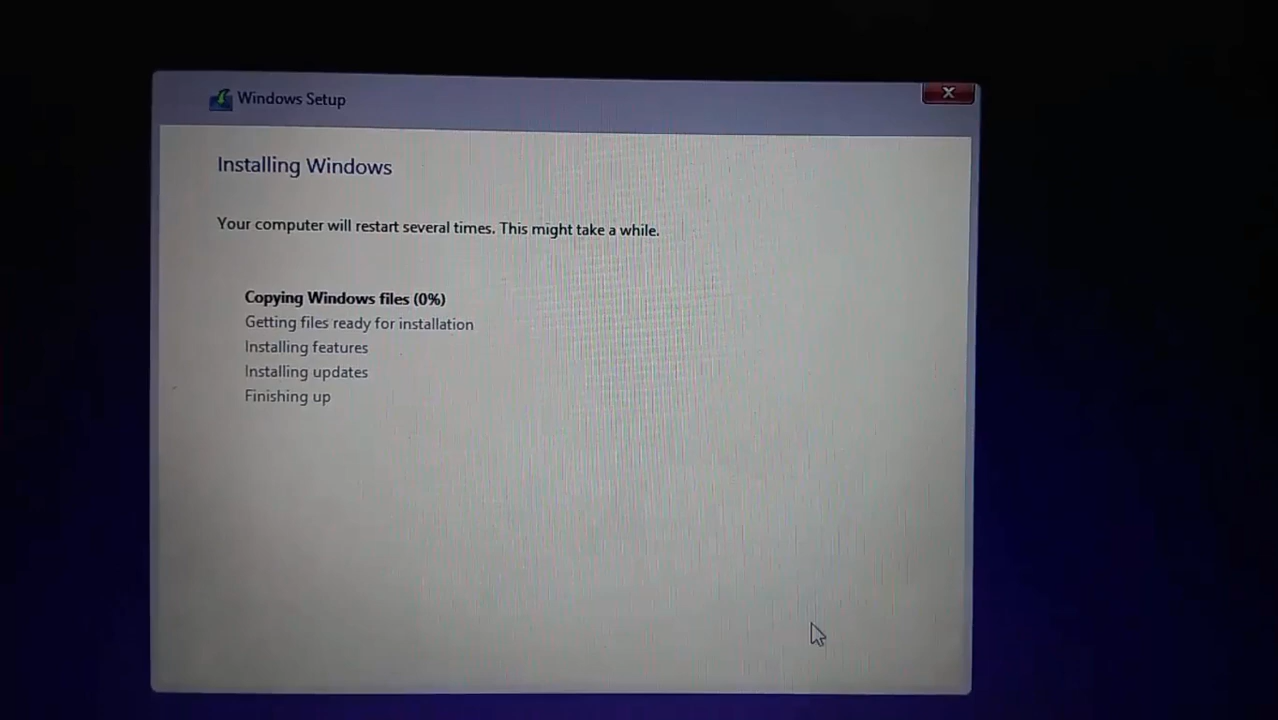 Windows Setup
Installing Windows
Your computer will restart several times. This might take a while.
Copying Windows files (0%)
Getting files ready for installation
Installing features
Installing updates
Finishing up